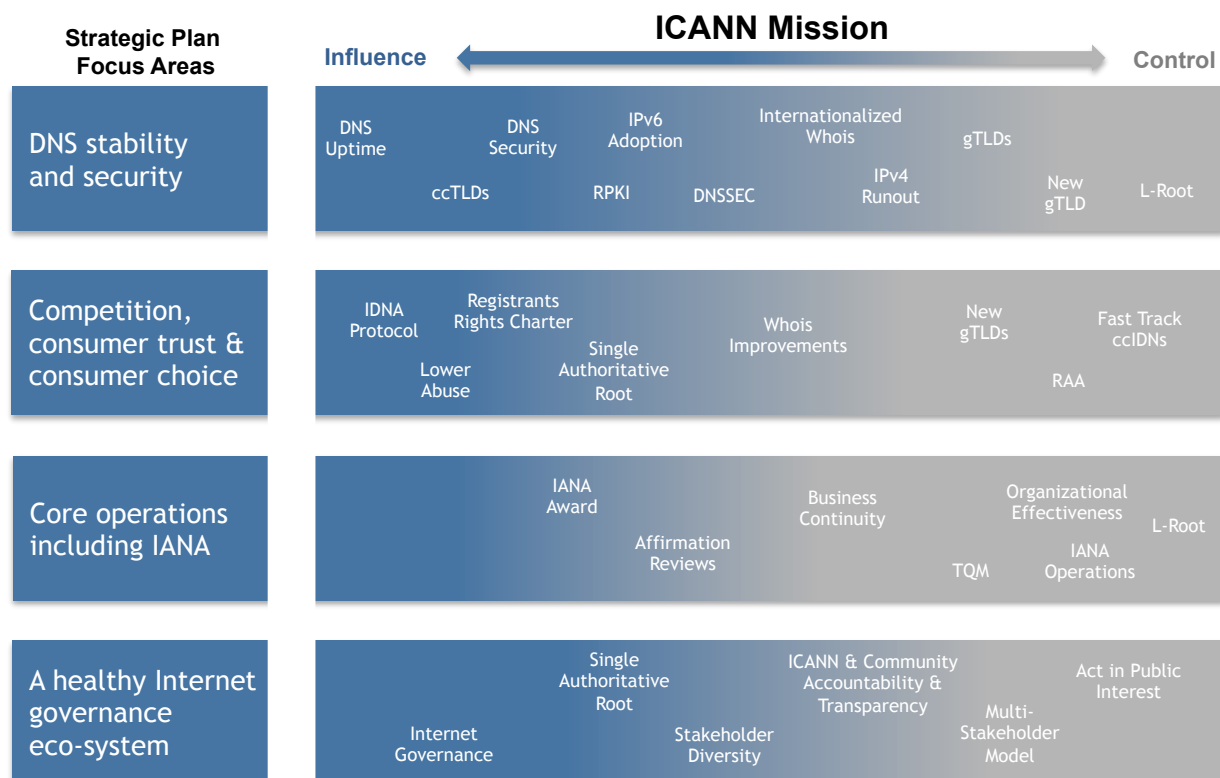 Strategic Plan
Focus Areas
ICANN Mission
Influence
Control
DNS stability
and security
DNS
Uptime
ccTLDs
DNS
Security
RPKI
IPv6
Adoption
DNSSEC
Internationalized
Whois
IPv4
Runout
gTLDs
New
gTLD
L-Root
Competition,
consumer trust &
consumer choice
IDNA
Protocol
Lower
Abuse
Registrants
Rights Charter
Single
Authoritative
Root
Whois
Improvements
New
gTLDs
RAA
Fast Track
ccIDNs
Core operations
including IANA
IANA
Award
Affirmation
Reviews
Business
Continuity
TQM
Organizational
Effectiveness
IANA
Operations
L-Root
A healthy Internet
governance
eco-system
Internet
Governance
Single
Authoritative
Root
Stakeholder
Diversity
ICANN & Community
Accountability &
Transparency
Multi-
Stakeholder
Model
Act in Public
Interest